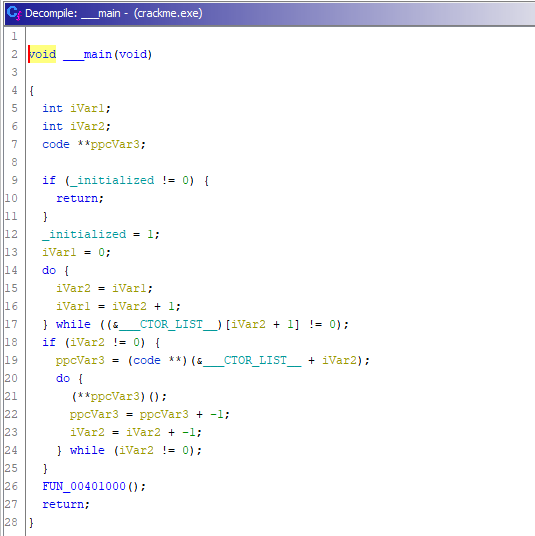 Decompile: ___main - (crackme.exe)
1
2 void ___main(void)
3
4 {
5 int iVar1;
6 int iVar2;
7 code **ppcVar3;
8
9 if (_initialized != 0) {
10 return;
11 }
12 _initialized = 1;
13 iVar1 = 0;
14 do {
15 iVar2 = iVar1;
16 iVar1 = iVar2 + 1;
17 } while ((&___CTOR_LIST__)[iVar2 + 1] != 0);
18 if (iVar2 != 0) {
19 ppcVar3 = (code **)(&___CTOR_LIST__ + iVar2);
20 do {
21 (**ppcVar3)();
22 ppcVar3 = ppcVar3 + -1;
23 iVar2 = iVar2 + -1;
24 } while (iVar2 != 0);
25 }
26 FUN_00401000();
27 return;
28 }